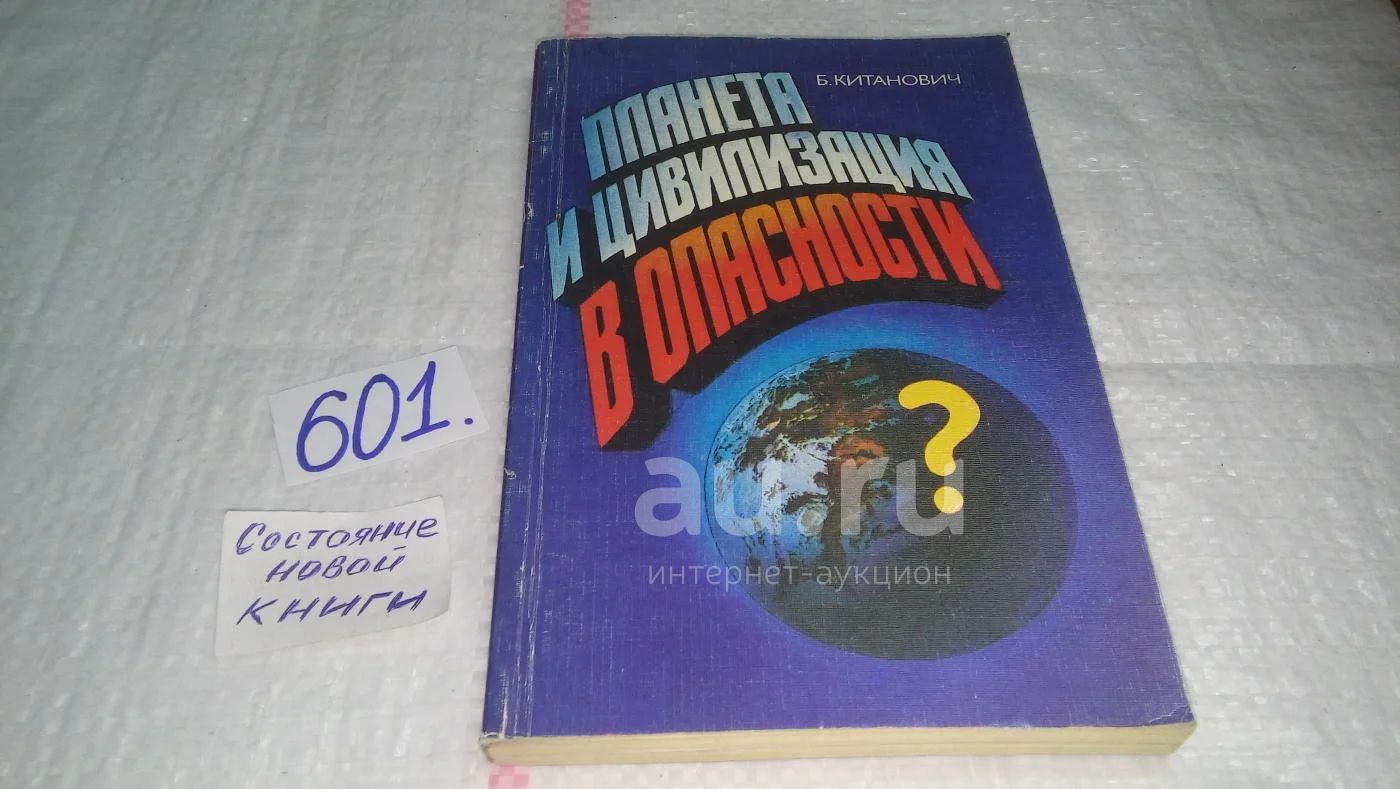 Б. КИТАНОВИЧ
ПЛАНЕТА
И ЦИВИЛИЗАЦИЯ
В ОПАСНОСТИ
?
601.
Состояние
новой
книги
au.ru
интернет-аукцион